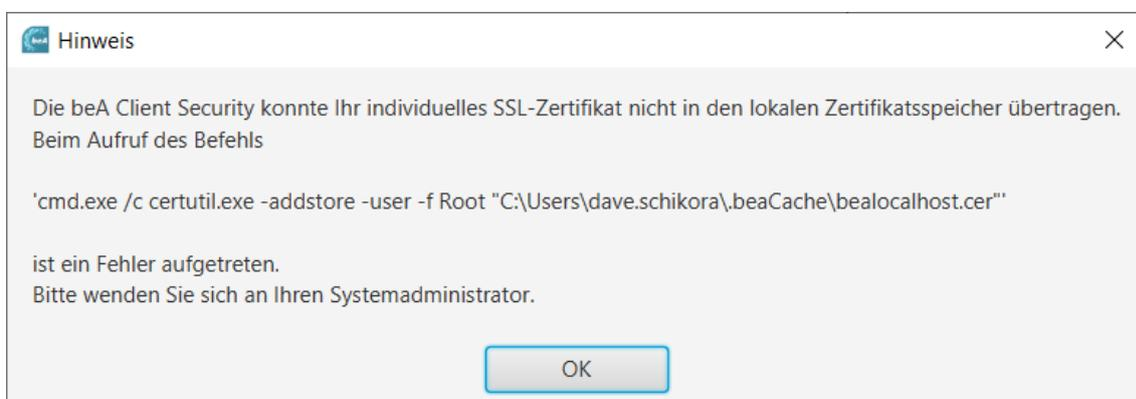 beA Hinweis
Die beA Client Security konnte Ihr individuelles SSL-Zertifikat nicht in den lokalen Zertifikatsspeicher übertragen.
Beim Aufruf des Befehls
'cmd.exe /c certutil.exe -addstore -user -f Root "C:\Users\dave.schikora\.beaCache\bealocalhost.cer"'
ist ein Fehler aufgetreten.
Bitte wenden Sie sich an Ihren Systemadministrator.
OK